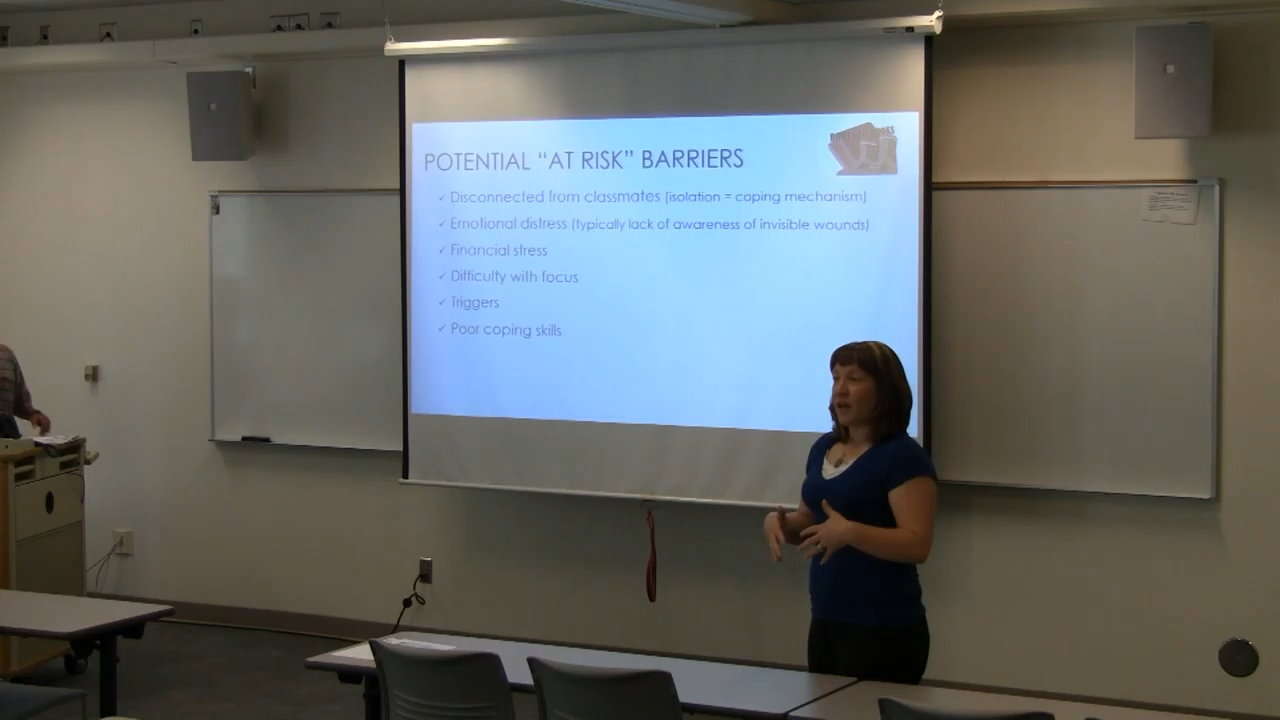 POTENTIAL “AT RISK” BARRIERS
✓ Disconnected from classmates (isolation = coping mechanism)
✓ Emotional distress (typically lack of awareness of invisible wounds)
✓ Financial stress
✓ Difficulty with focus
✓ Triggers
✓ Poor coping skills